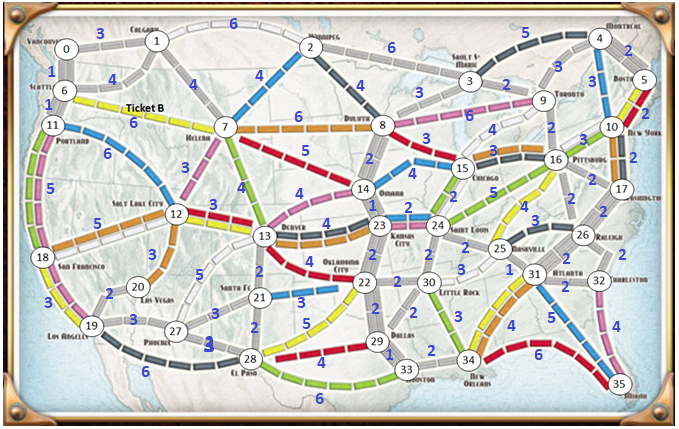 MONTREAL
CALGARY
VANCOUVER
WINNIPEG
SAULT ST.
MARIE
BOSTON
SEATTLE
Ticket B
TORONTO
DULUTH
HELENA
PORTLAND
NEW YORK
PITTSBURG
CHICAGO
OMAHA
WASHINGTON
SALT LAKE CITY
DENVER
KANSAS
CITY
SAINT LOUIS
RALEIGH
NASHVILLE
SAN FRANCISCO
OKLAHOMA
CITY
ATLANTA
CHARLESTON
SANTA FE
LITTLE ROCK
LAS VEGAS
LOS ANGELES
PHOENIX
DALLAS
EL PASO
HOUSTON
NEW
ORLEANS
MIAMI
0
1
2
3
4
5
6
7
8
9
10
11
12
13
14
15
16
17
18
19
20
21
22
23
24
25
26
27
28
29
30
31
32
33
34
35